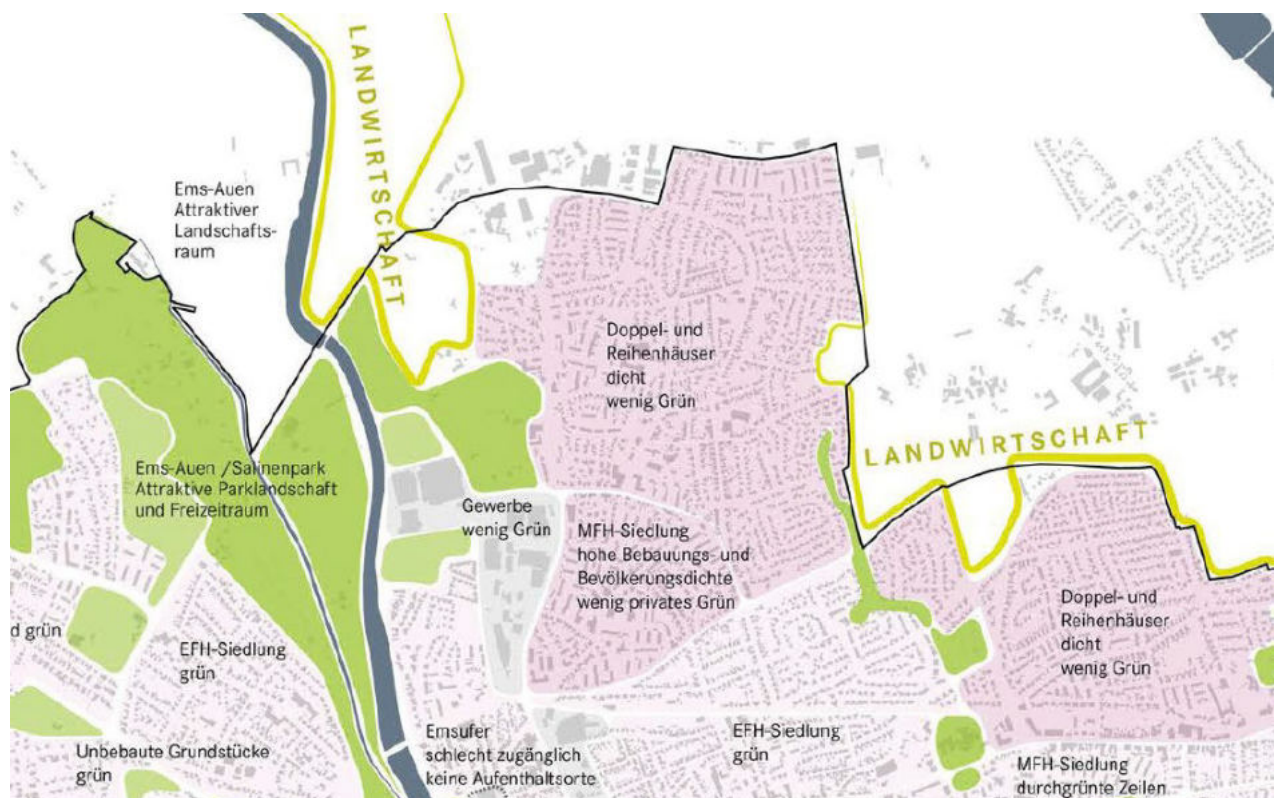 LANDWIRTSCHAFT
Ems-Auen
Attraktiver
Landschafts-
raum
Doppel- und
Reihenhäuser
dicht
wenig Grün
LANDWIRTSCHAFT
Ems-Auen /Salinenpark
Attraktive Parklandschaft
und Freizeitraum
Gewerbe
wenig Grün
MFH-Siedlung
hohe Bebauungs- und
Bevölkerungsdichte
wenig privates Grün
Doppel- und
Reihenhäuser
dicht
wenig Grün
d grün
EFH-Siedlung
grün
Unbebaute Grundstücke
grün
Emsufer
schlecht zugänglich
keine Aufenthaltsorte
EFH-Siedlung
grün
MFH-Siedlung
durchgrünte Zeilen